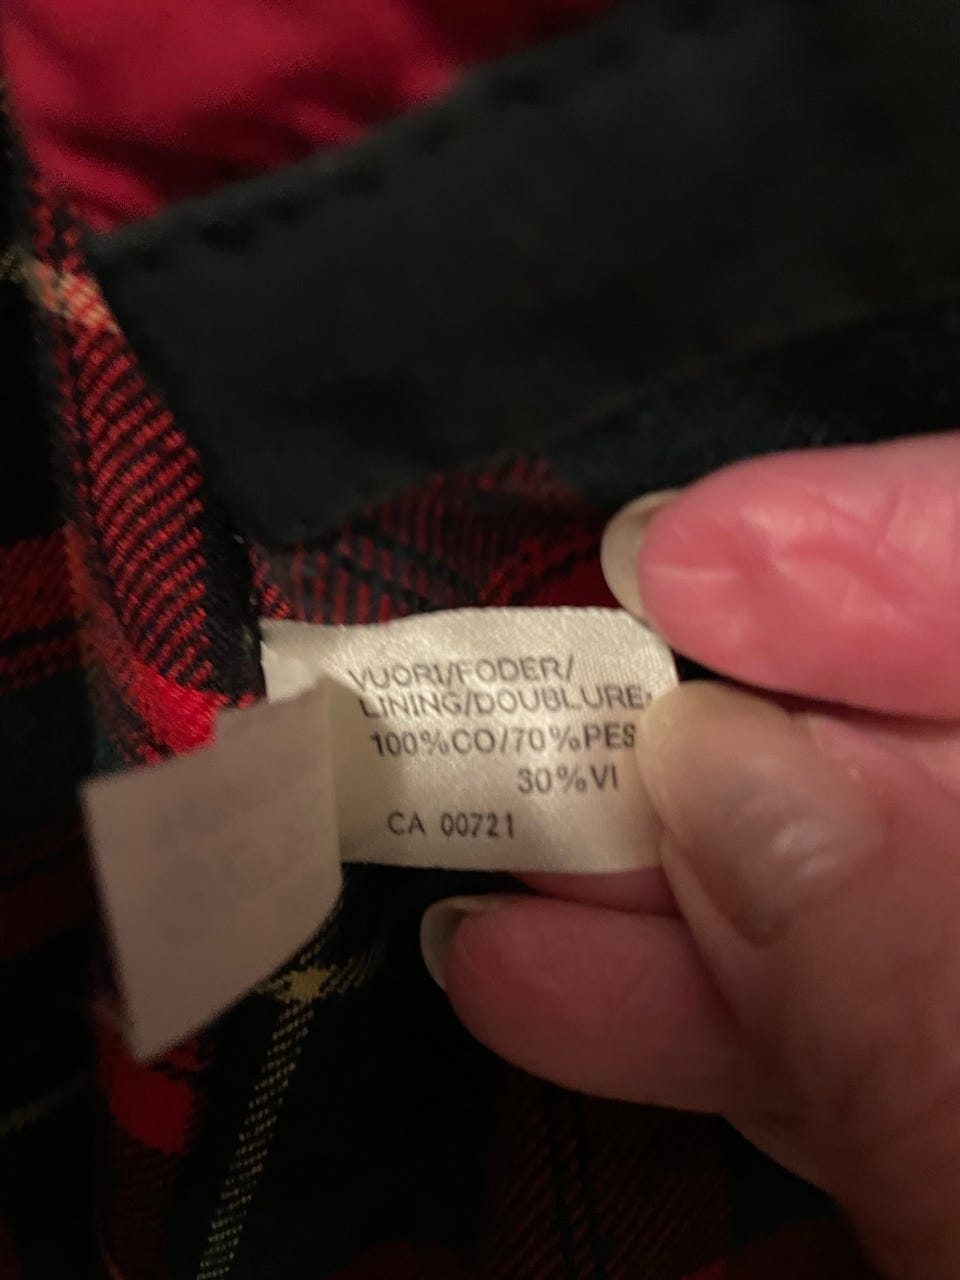 VUORI/FODER/
LINING/DOUBLURE:
100%CO/70%PES
30%VI
CA 00721